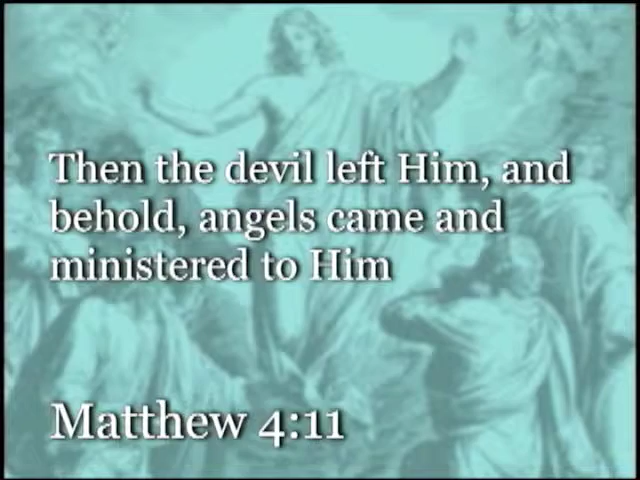 Then the devil left Him, and
behold, angels came and
ministered to Him
Matthew 4:11